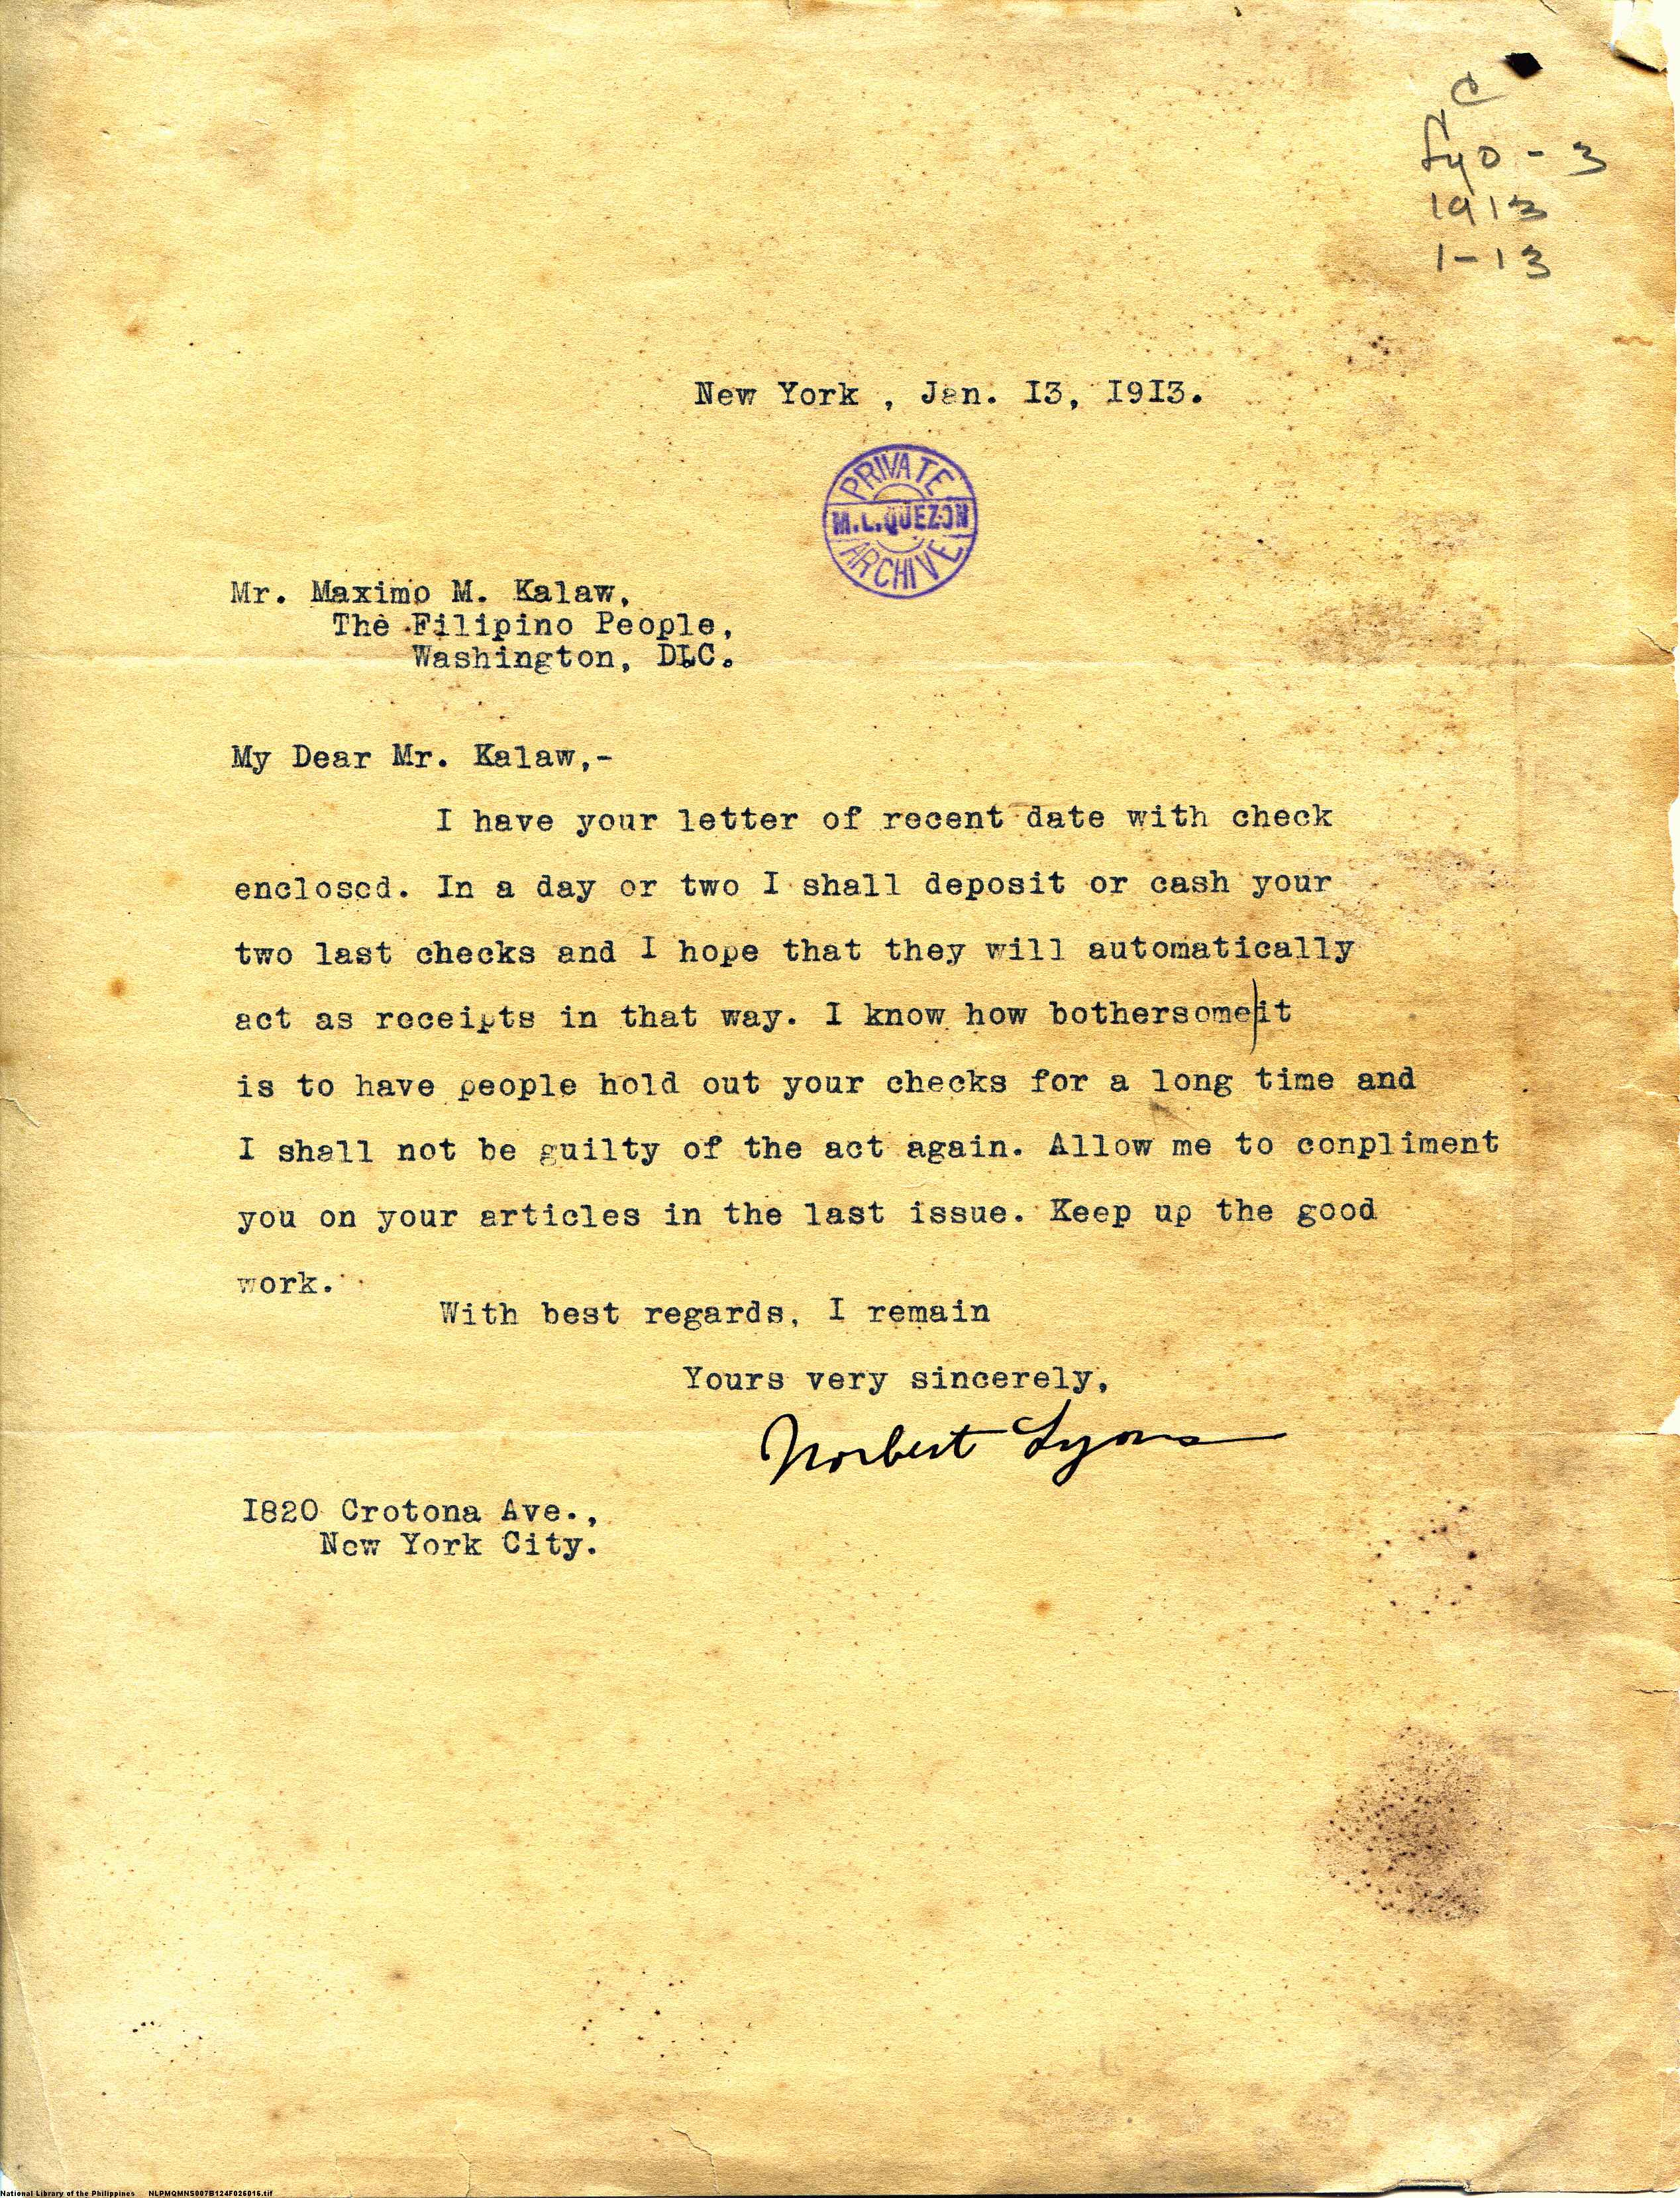 C
Lyo - 3
1913
1-13
New York , Jan. I3, I9I3.
PRIVATE
M.L.QUEZON
ARCHIVE
Mr. Maximo M. Kalaw,
The Filipino People,
Washington, D.C.
My Dear Mr. Kalaw,-
I have your letter of recent date with check
enclosed. In a day or two I shall deposit or cash your
two last checks and I hope that they will automatically
act as receipts in that way. I know how bothersome|it
is to have people hold out your checks for a long time and
I shall not be guilty of the act again. Allow me to conpliment
you on your articles in the last issue. Keep up the good
work.
With best regards, I remain
Yours very sincerely,
Norbert Lyons
I820 Crotona Ave.,
New York City.
National Library of the Philippines NLPMQMNS007B124F026016.tif